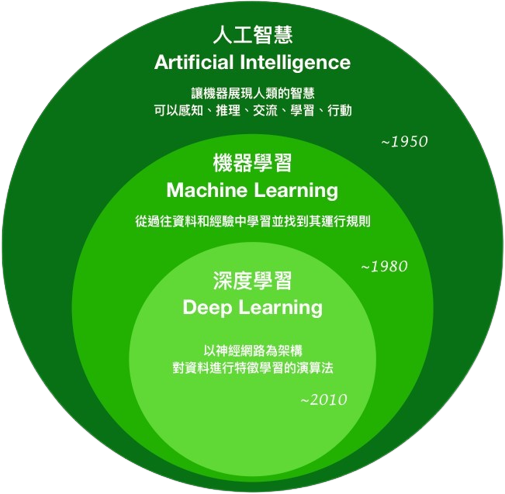 人工智慧
Artificial Intelligence
讓機器展現人類的智慧
可以感知、推理、交流、學習、行動
~1950
機器學習
Machine Learning
從過往資料和經驗中學習並找到其運行規則
~1980
深度學習
Deep Learning
以神經網路為架構
對資料進行特徵學習的演算法
~2010